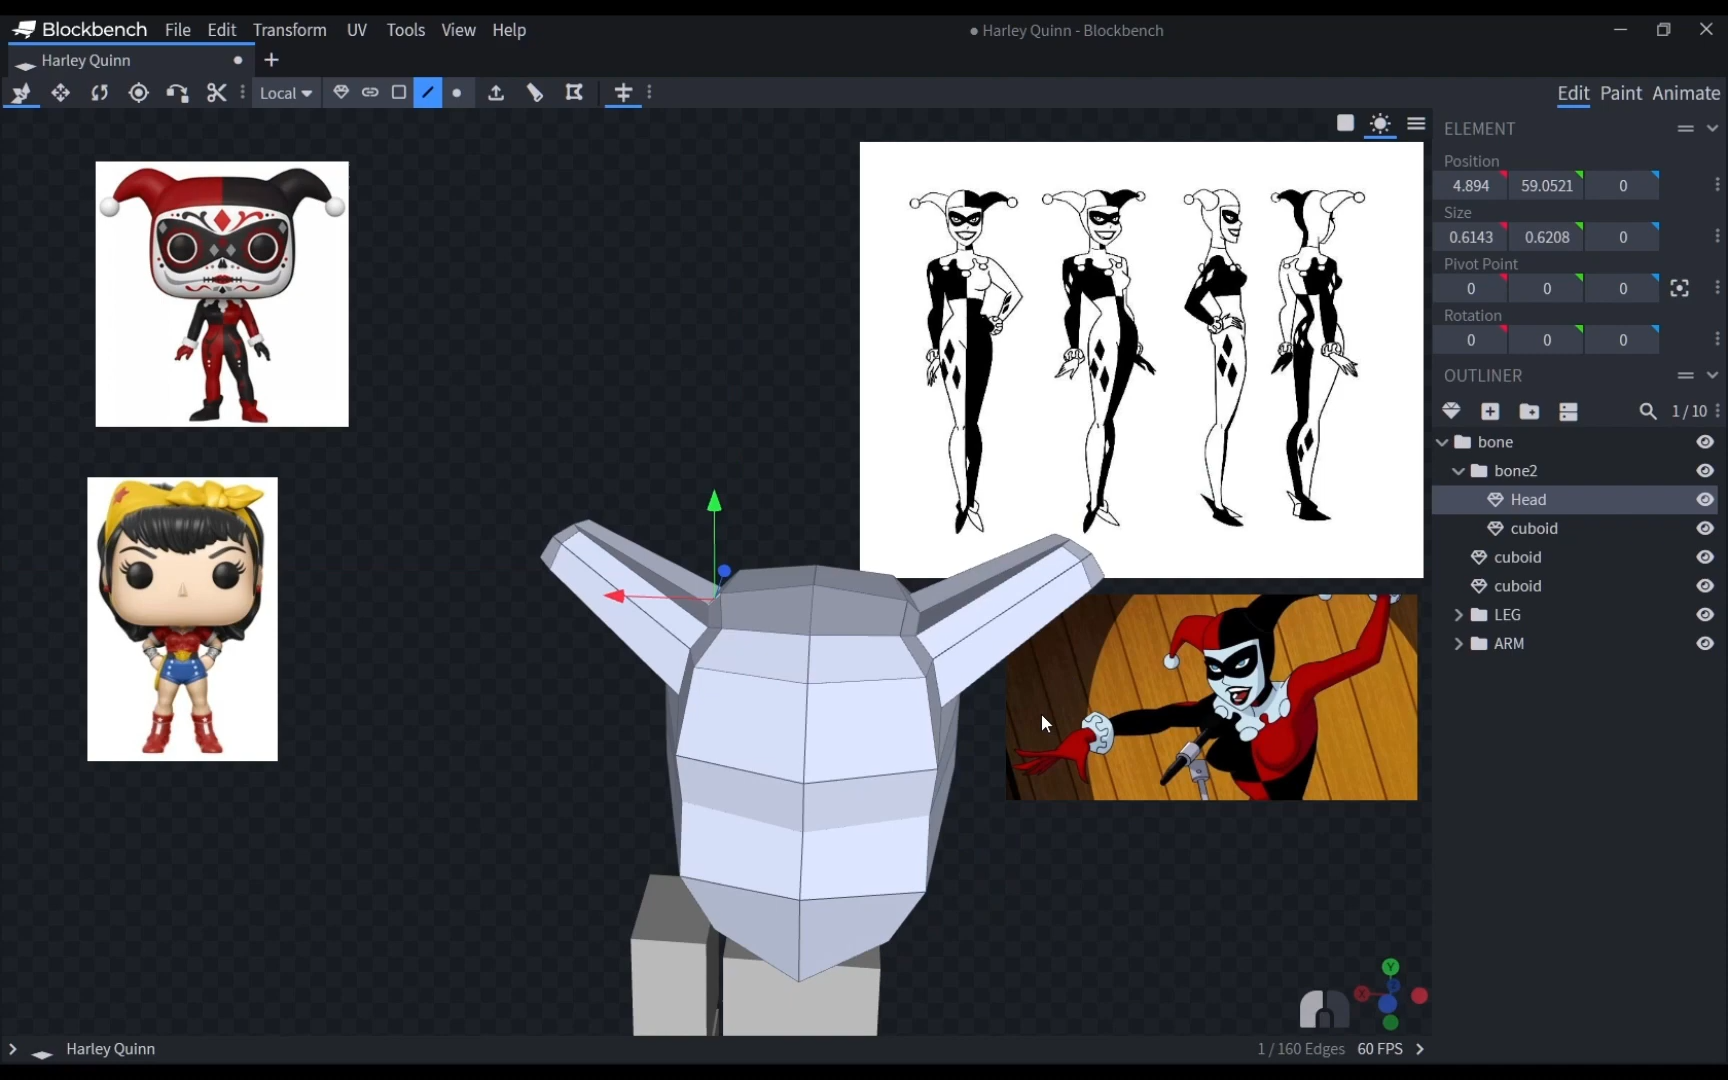 Blockbench File Edit Transform UV Tools View Help
Harley Quinn - Blockbench
Harley Quinn
Local
Edit Paint Animate
ELEMENT
Position
4.894 59.0521 0
Size
0.6143 0.6208 0
Pivot Point
0 0 0
Rotation
0 0 0
OUTLINER
1 / 10
bone
bone2
Head
cuboid
cuboid
cuboid
LEG
ARM
Y
Z
X
Harley Quinn
1 / 160 Edges 60 FPS